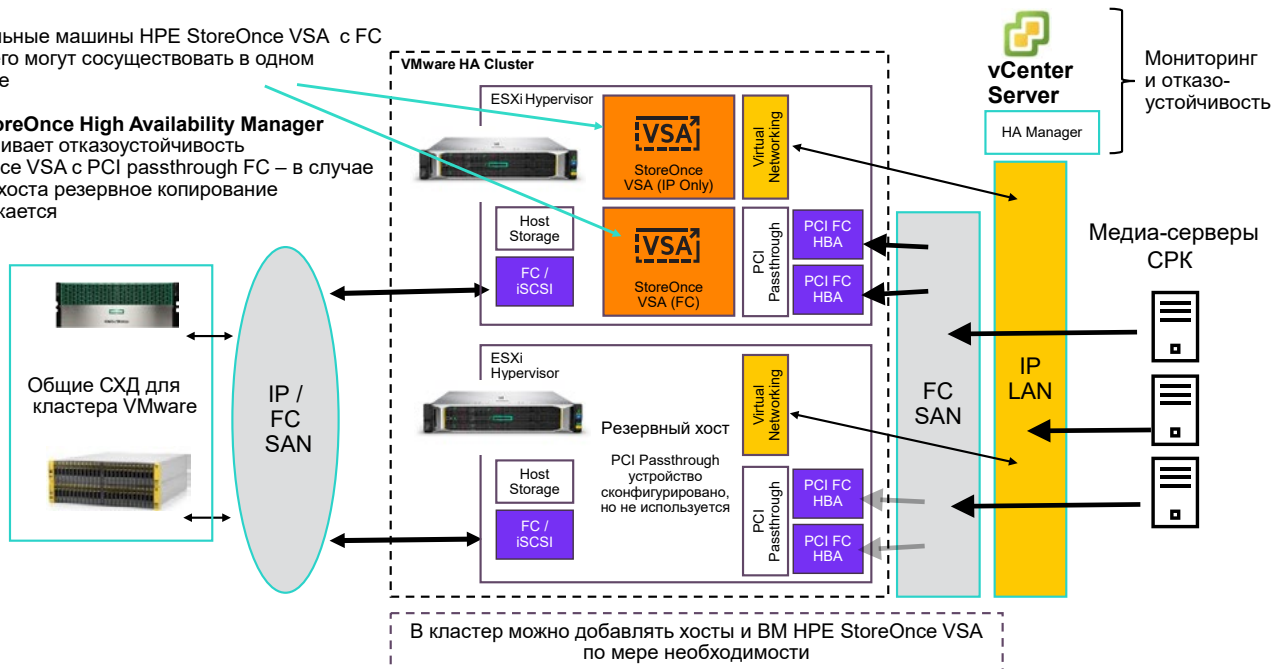 льные машины HPE StoreOnce VSA с FC
его могут сосуществовать в одном
е
oreOnce High Availability Manager
ивает отказоустойчивость
ce VSA с PCI passthrough FC – в случае
хоста резервное копирование
жается
VMware HA Cluster
ESXi Hypervisor
VSA
StoreOnce
VSA (IP Only)
Virtual
Networking
Host
Storage
FC /
iSCSI
VSA
StoreOnce
VSA (FC)
PCI
Passthrough
PCI FC
HBA
PCI FC
HBA
ESXi
Hypervisor
Резервный хост
PCI Passthrough
устройство
сконфигурировано,
но не используется
Virtual
Networking
Host
Storage
FC /
iSCSI
PCI
Passthrough
PCI FC
HBA
PCI FC
HBA
Общие СХД для
кластера VMware
IP /
FC
SAN
FC
SAN
IP
LAN
vCenter
Server
HA Manager
Мониторинг
и отказо-
устойчивость
Медиа-серверы
СРК
В кластер можно добавлять хосты и ВМ HPE StoreOnce VSA
по мере необходимости